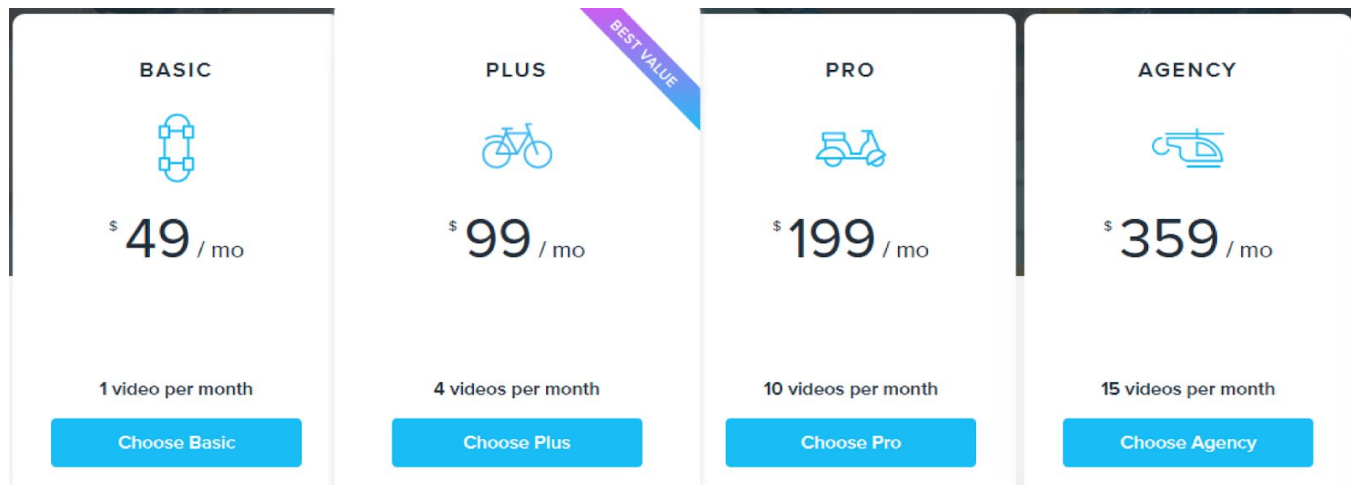 BASIC
$ 49 / mo
1 video per month
Choose Basic
PLUS
BEST VALUE
$ 99 / mo
4 videos per month
Choose Plus
PRO
$ 199 / mo
10 videos per month
Choose Pro
AGENCY
$ 359 / mo
15 videos per month
Choose Agency